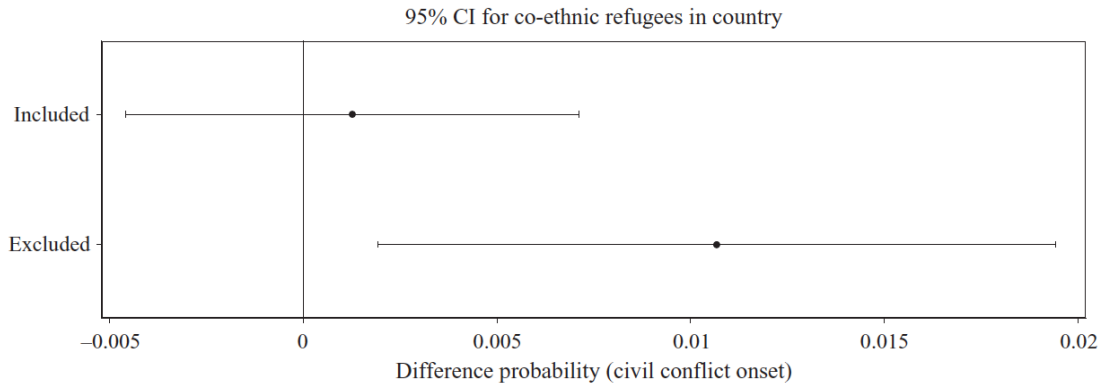 95% CI for co-ethnic refugees in country
Included
Excluded
–0.005 0 0.005 0.01 0.015 0.02
Difference probability (civil conflict onset)